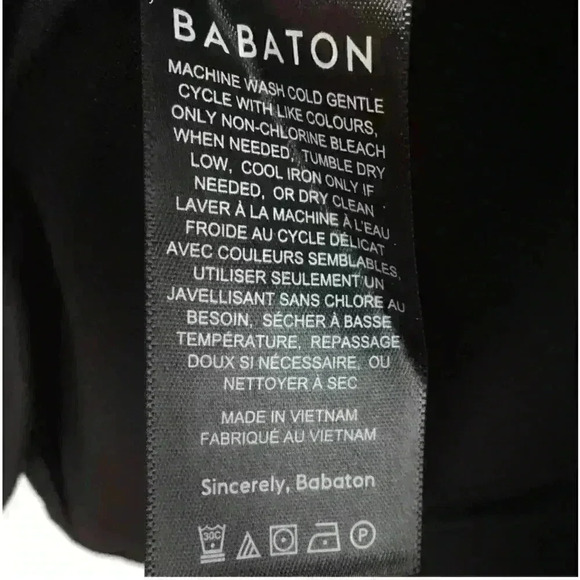 BABATON
MACHINE WASH COLD GENTLE
CYCLE WITH LIKE COLOURS,
ONLY NON-CHLORINE BLEACH
WHEN NEEDED, TUMBLE DRY
LOW, COOL IRON ONLY IF
NEEDED, OR DRY CLEAN
LAVER À LA MACHINE À L'EAU
FROIDE AU CYCLE DÉLICAT
AVEC COULEURS SEMBLABLES,
UTILISER SEULEMENT UN
JAVELLISANT SANS CHLORE AU
BESOIN, SÉCHER À BASSE
TEMPÉRATURE, REPASSAGE
DOUX SI NÉCESSAIRE, OU
NETTOYER À SEC
MADE IN VIETNAM
FABRIQUÉ AU VIETNAM
Sincerely, Babaton
30C P